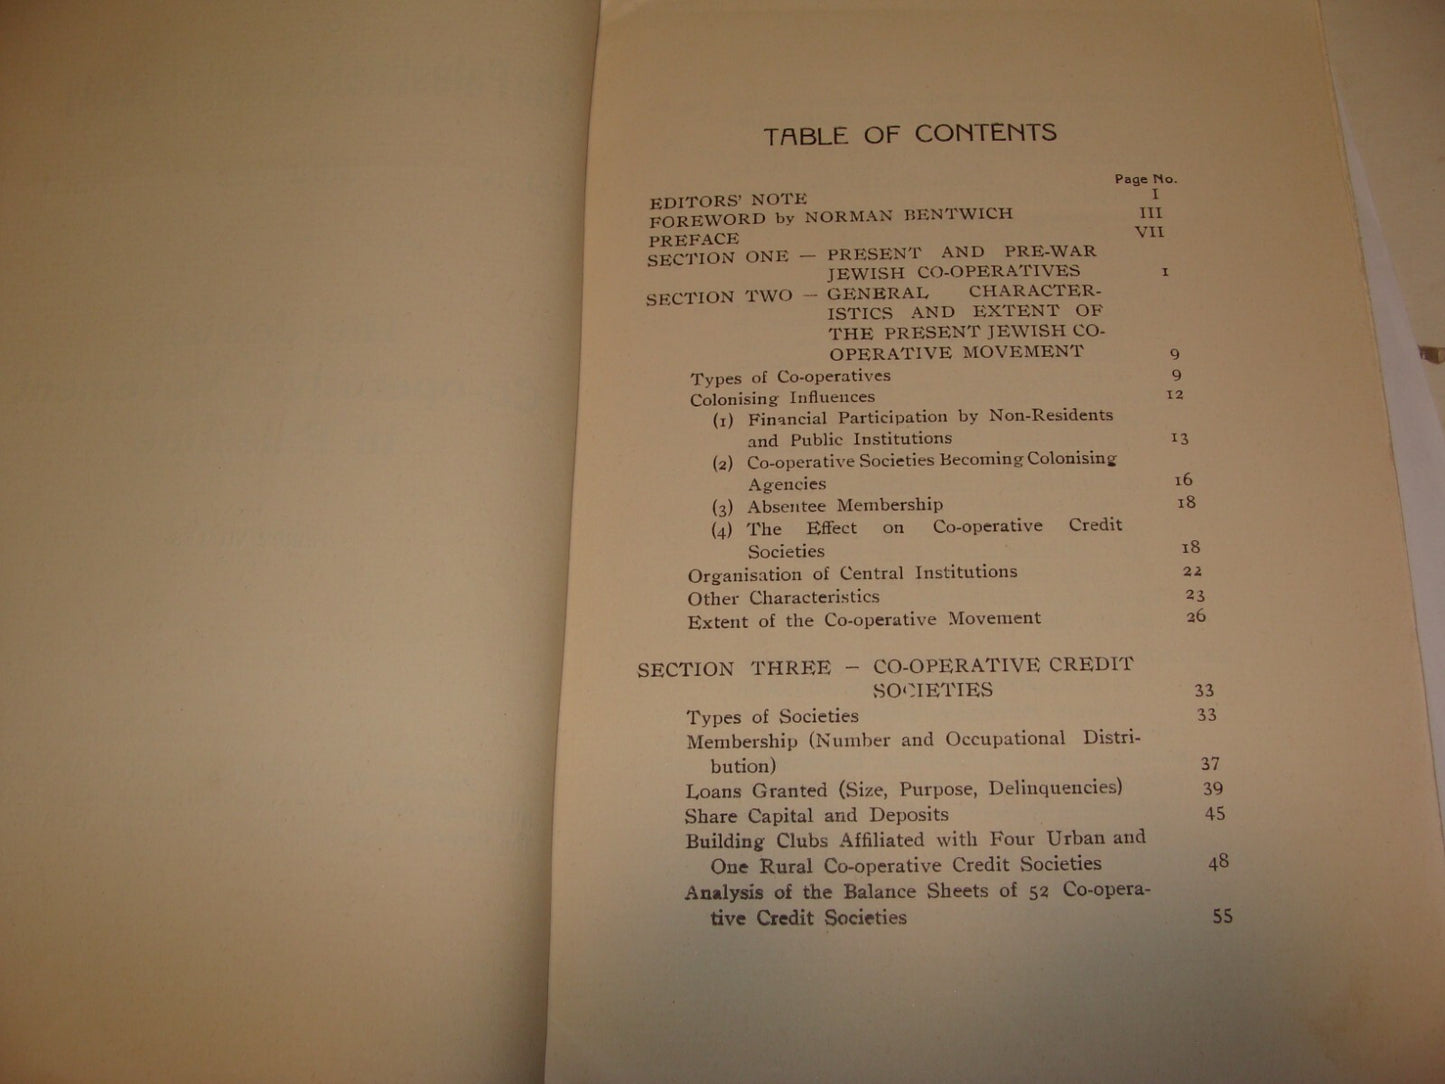 TABLE OF CONTENTS
Page No.
EDITORS' NOTE I
FOREWORD by NORMAN BENTWICH III
PREFACE VII
SECTION ONE — PRESENT AND PRE-WAR
JEWISH CO-OPERATIVES 1
SECTION TWO — GENERAL CHARACTER-
ISTICS AND EXTENT OF
THE PRESENT JEWISH CO-
OPERATIVE MOVEMENT 9
Types of Co-operatives 9
Colonising Influences 12
(1) Financial Participation by Non-Residents
and Public Institutions 13
(2) Co-operative Societies Becoming Colonising
Agencies 16
(3) Absentee Membership 18
(4) The Effect on Co-operative Credit
Societies 18
Organisation of Central Institutions 22
Other Characteristics 23
Extent of the Co-operative Movement 26
SECTION THREE — CO-OPERATIVE CREDIT
SOCIETIES 33
Types of Societies 33
Membership (Number and Occupational Distri-
bution) 37
Loans Granted (Size, Purpose, Delinquencies) 39
Share Capital and Deposits 45
Building Clubs Affiliated with Four Urban and
One Rural Co-operative Credit Societies 48
Analysis of the Balance Sheets of 52 Co-opera-
tive Credit Societies 55